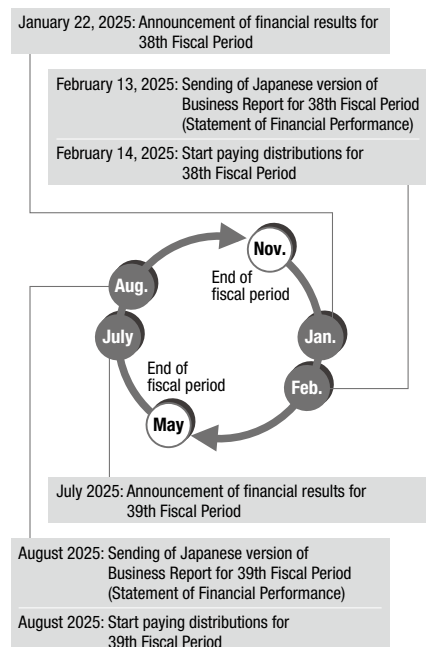 January 22, 2025: Announcement of financial results for
38th Fiscal Period
February 13, 2025: Sending of Japanese version of
Business Report for 38th Fiscal Period
(Statement of Financial Performance)
February 14, 2025: Start paying distributions for
38th Fiscal Period
Nov.
End of
fiscal period
Aug.
July
Jan.
Feb.
End of
fiscal period
May
July 2025: Announcement of financial results for
39th Fiscal Period
August 2025: Sending of Japanese version of
Business Report for 39th Fiscal Period
(Statement of Financial Performance)
August 2025: Start paying distributions for
39th Fiscal Period